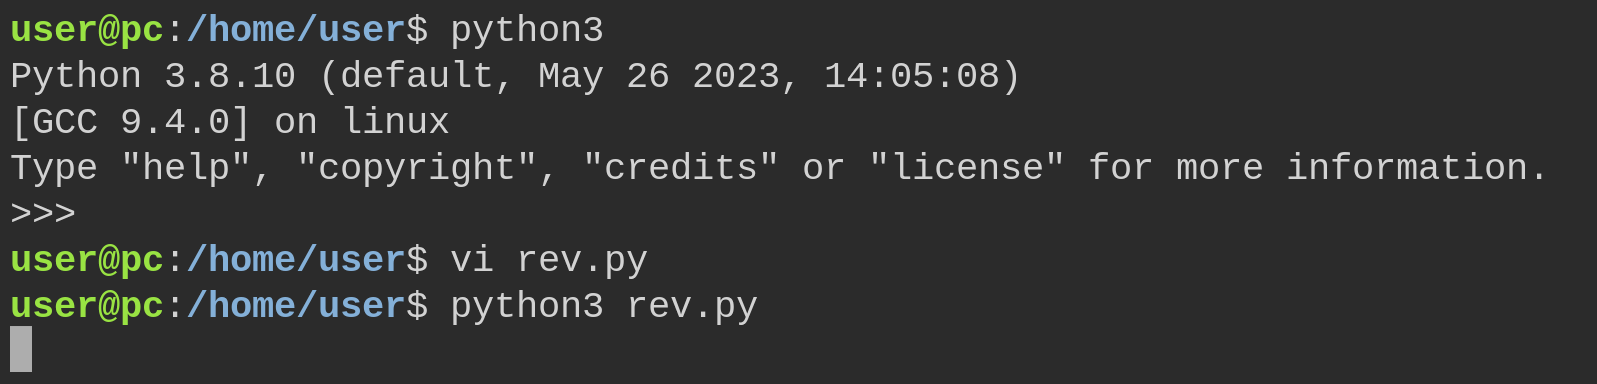 user@pc:/home/user$ python3
Python 3.8.10 (default, May 26 2023, 14:05:08)
[GCC 9.4.0] on linux
Type "help", "copyright", "credits" or "license" for more information.
>>>
user@pc:/home/user$ vi rev.py
user@pc:/home/user$ python3 rev.py